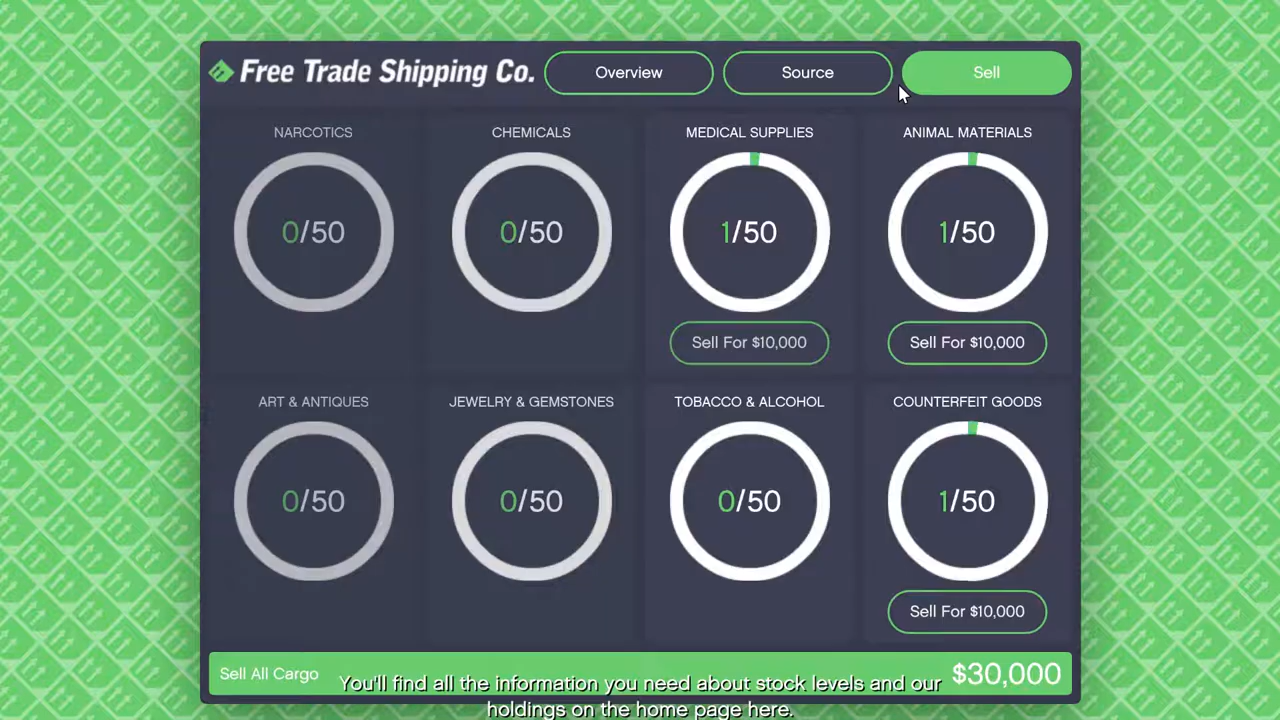 Free Trade Shipping Co.
Overview
Source
Sell
NARCOTICS
CHEMICALS
MEDICAL SUPPLIES
ANIMAL MATERIALS
0/50
0/50
1/50
1/50
Sell For $10,000
Sell For $10,000
ART & ANTIQUES
JEWELRY & GEMSTONES
TOBACCO & ALCOHOL
COUNTERFEIT GOODS
0/50
0/50
0/50
1/50
Sell For $10,000
Sell All Cargo
$30,000
You'll find all the information you need about stock levels and our
holdings on the home page here.